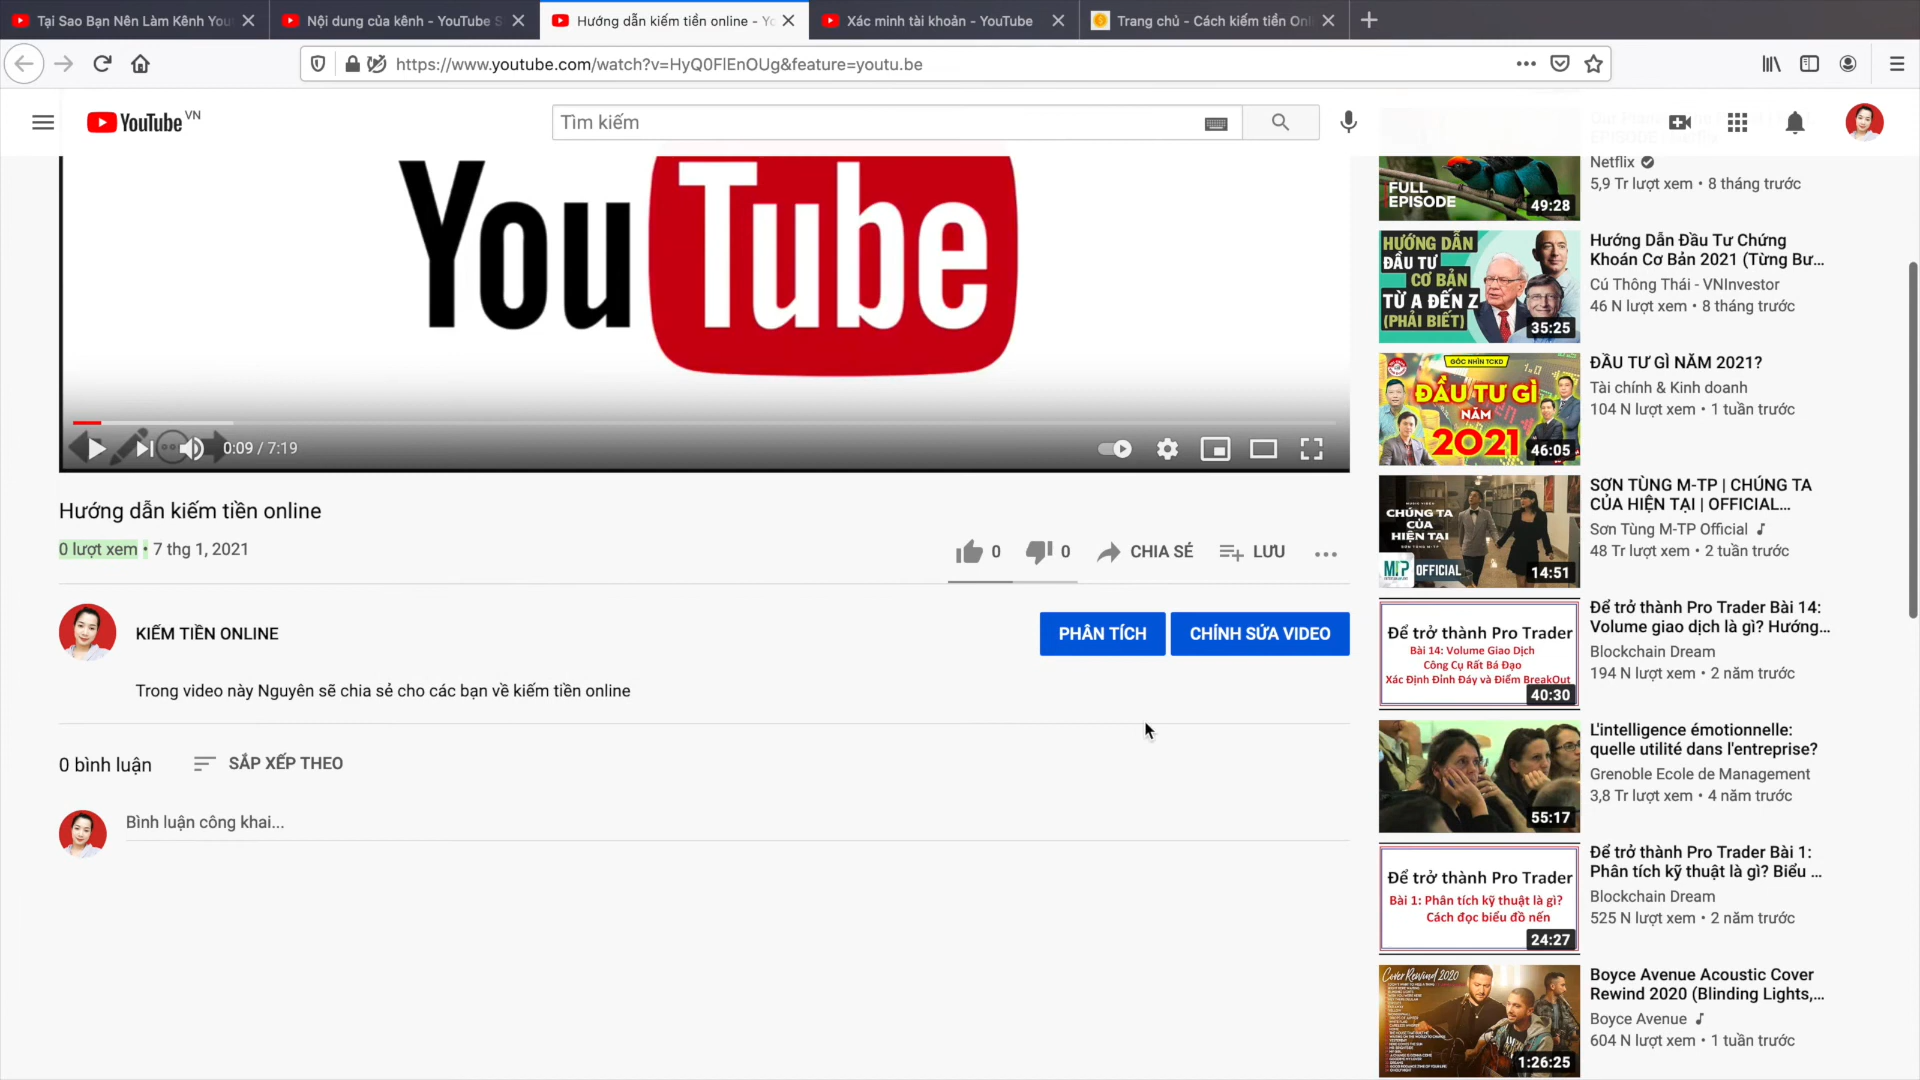 Tại Sao Bạn Nên Làm Kênh You
Nội dung của kênh - YouTube S
Hướng dẫn kiếm tiền online - Yo
Xác minh tài khoản - YouTube
Trang chủ - Cách kiếm tiền Onl
https://www.youtube.com/watch?v=HyQ0FlEnOUg&feature=youtu.be
YouTube VN
Tìm kiếm
YouTube
0:09 / 7:19
Hướng dẫn kiếm tiền online
0 lượt xem • 7 thg 1, 2021
0
0
CHIA SẺ
LƯU
KIẾM TIỀN ONLINE
PHÂN TÍCH
CHỈNH SỬA VIDEO
Trong video này Nguyên sẽ chia sẻ cho các bạn về kiếm tiền online
0 bình luận
SẮP XẾP THEO
Bình luận công khai...
FULL
EPISODE
49:28
Netflix
5,9 Tr lượt xem • 8 tháng trước
HƯỚNG DẪN
ĐẦU TƯ
CƠ BẢN
TỪ A ĐẾN Z
(PHẢI BIẾT)
35:25
Hướng Dẫn Đầu Tư Chứng
Khoán Cơ Bản 2021 (Từng Bư...
Cú Thông Thái - VNInvestor
46 N lượt xem • 8 tháng trước
GÓC NHÌN TCKD
ĐẦU TƯ GÌ
NĂM
2021
46:05
ĐẦU TƯ GÌ NĂM 2021?
Tài chính & Kinh doanh
104 N lượt xem • 1 tuần trước
CHÚNG TA
CỦA
HIỆN TẠI
M-TP OFFICIAL
14:51
SƠN TÙNG M-TP | CHÚNG TA
CỦA HIỆN TẠI | OFFICIAL...
Sơn Tùng M-TP Official
48 Tr lượt xem • 2 tuần trước
Để trở thành Pro Trader
Bài 14: Volume Giao Dịch
Công Cụ Rất Bá Đạo
Xác Định Đỉnh Đáy và Điểm BreakOut
40:30
Để trở thành Pro Trader Bài 14:
Volume giao dịch là gì? Hướng...
Blockchain Dream
194 N lượt xem • 2 năm trước
55:17
L'intelligence émotionnelle:
quelle utilité dans l'entreprise?
Grenoble Ecole de Management
3,8 Tr lượt xem • 4 năm trước
Để trở thành Pro Trader
Bài 1: Phân tích kỹ thuật là gì?
Cách đọc biểu đồ nến
24:27
Để trở thành Pro Trader Bài 1:
Phân tích kỹ thuật là gì? Biểu ...
Blockchain Dream
525 N lượt xem • 2 năm trước
Cover Rewind 2020
1:26:25
Boyce Avenue Acoustic Cover
Rewind 2020 (Blinding Lights,...
Boyce Avenue
604 N lượt xem • 1 tuần trước